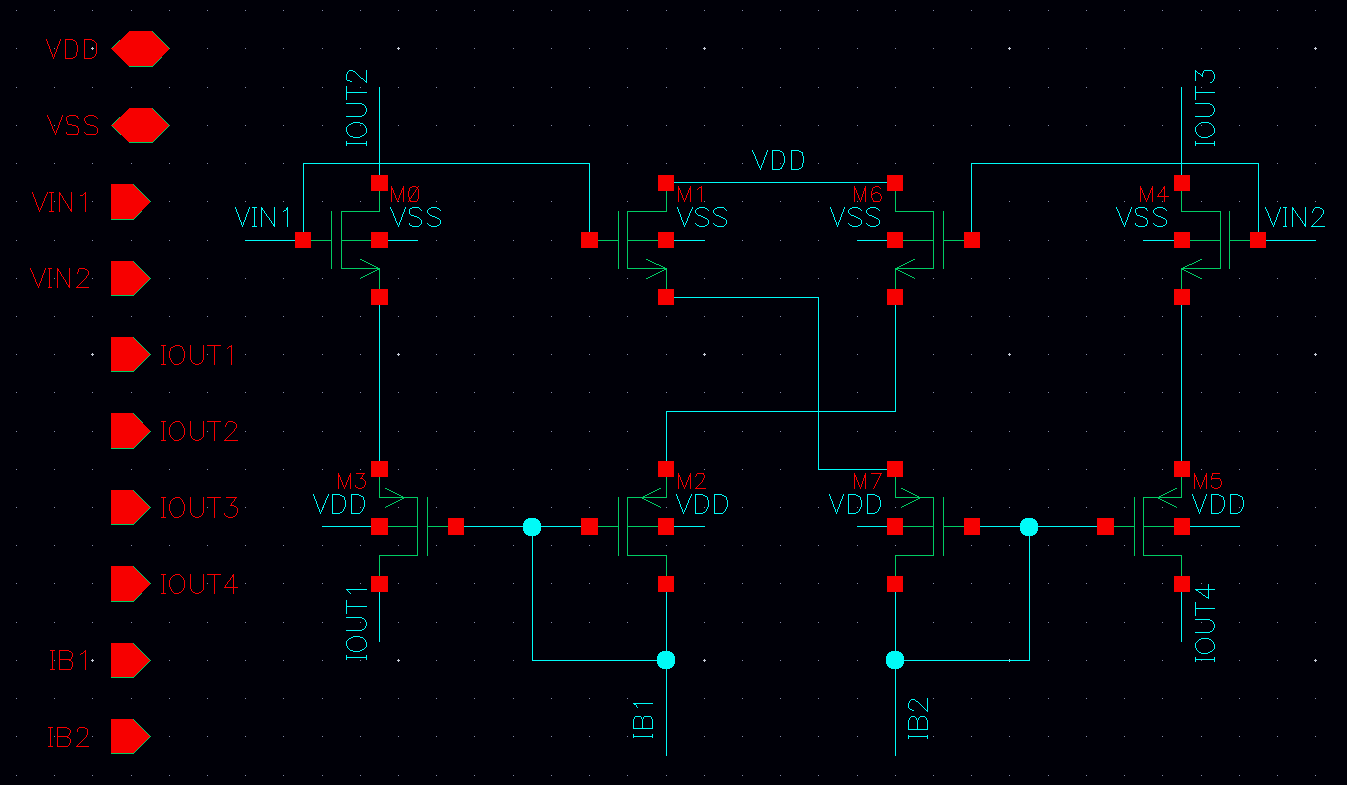 VDD
VSS
VIN1
VIN2
IOUT1
IOUT2
IOUT3
IOUT4
IB1
IB2
IOUT2
IOUT3
VDD
VIN1
M0
VSS
M1
VSS
M6
VSS
M4
VSS
VIN2
M3
VDD
M2
VDD
M7
VDD
M5
VDD
IOUT1
IOUT4
IB1
IB2